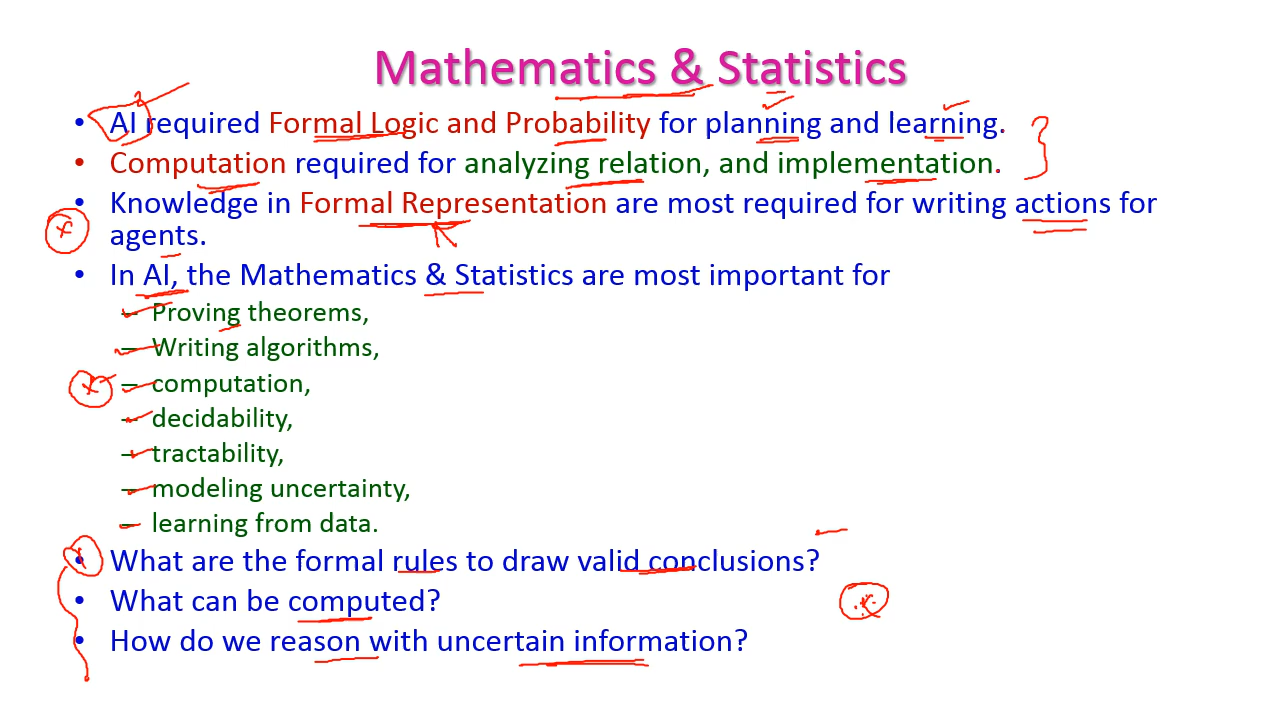 Mathematics & Statistics
• AI required Formal Logic and Probability for planning and learning.
• Computation required for analyzing relation, and implementation.
• Knowledge in Formal Representation are most required for writing actions for
agents.
• In AI, the Mathematics & Statistics are most important for
– Proving theorems,
– Writing algorithms,
– computation,
– decidability,
– tractability,
– modeling uncertainty,
– learning from data.
• What are the formal rules to draw valid conclusions?
• What can be computed?
• How do we reason with uncertain information?